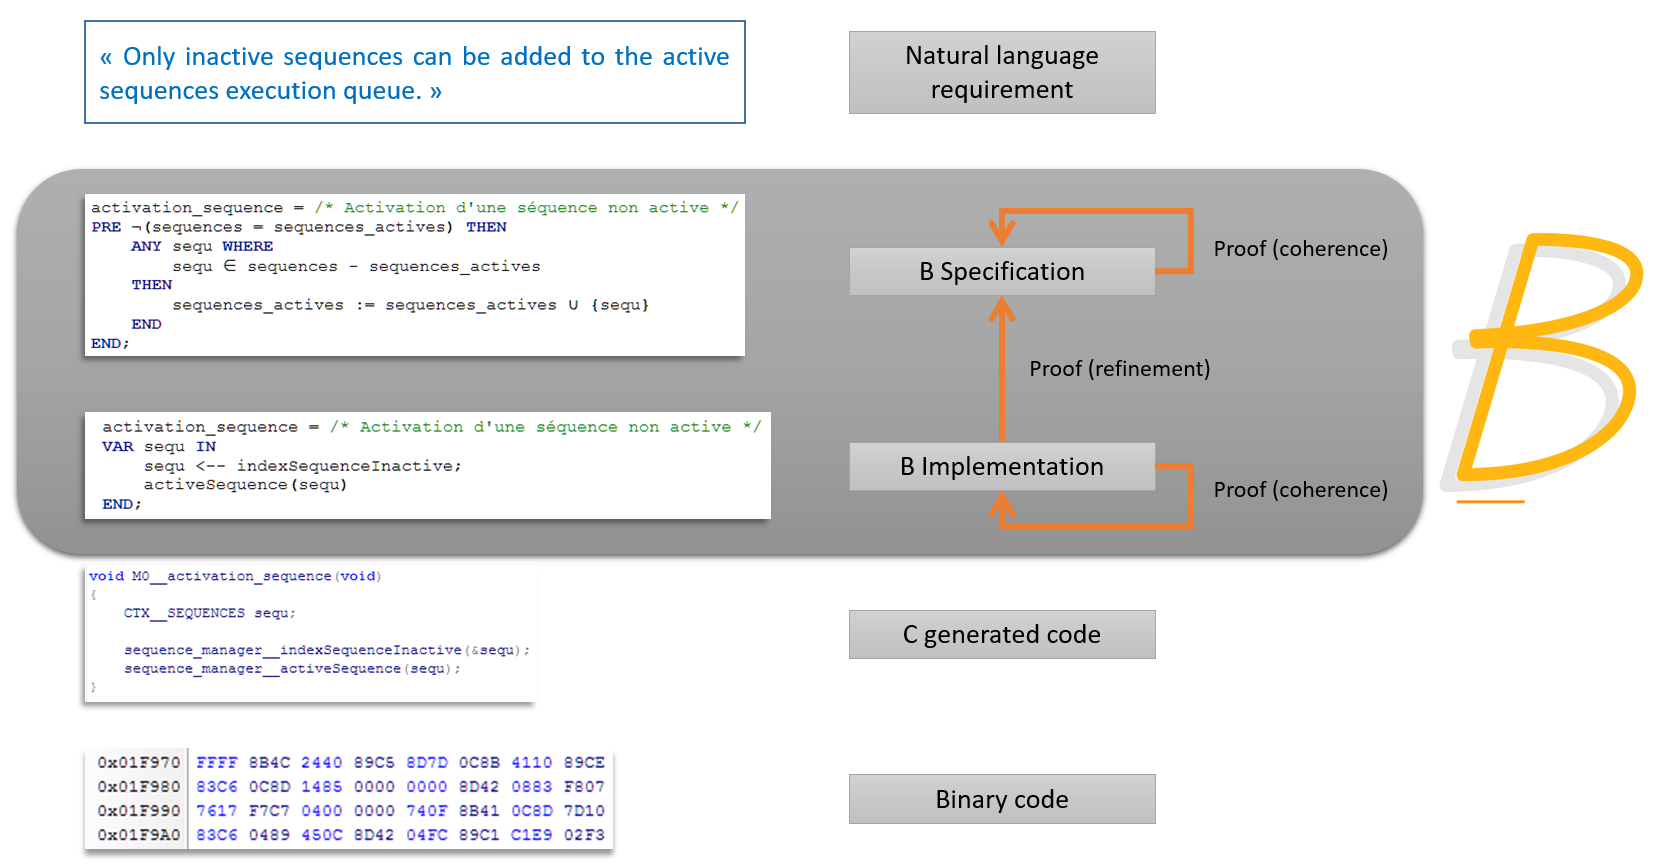 « Only inactive sequences can be added to the active
sequences execution queue. »
Natural language
requirement
activation_sequence = /* Activation d'une séquence non active */
PRE ¬(sequences = sequences_actives) THEN
ANY sequ WHERE
sequ ∈ sequences - sequences_actives
THEN
sequences_actives := sequences_actives ∪ {sequ}
END
END;
B Specification
Proof (coherence)
Proof (refinement)
activation_sequence = /* Activation d'une séquence non active */
VAR sequ IN
sequ <-- indexSequenceInactive;
activeSequence(sequ)
END;
B Implementation
Proof (coherence)
B
void M0__activation_sequence(void)
{
CTX__SEQUENCES sequ;
sequence_manager__indexSequenceInactive(&sequ);
sequence_manager__activeSequence(sequ);
}
C generated code
0x01F970 FFFF 8B4C 2440 89C5 8D7D 0C8B 4110 89CE
0x01F980 83C6 0C8D 1485 0000 0000 8D42 0883 F807
0x01F990 7617 F7C7 0400 0000 740F 8B41 0C8D 7D10
0x01F9A0 83C6 0489 450C 8D42 04FC 89C1 C1E9 02F3
Binary code